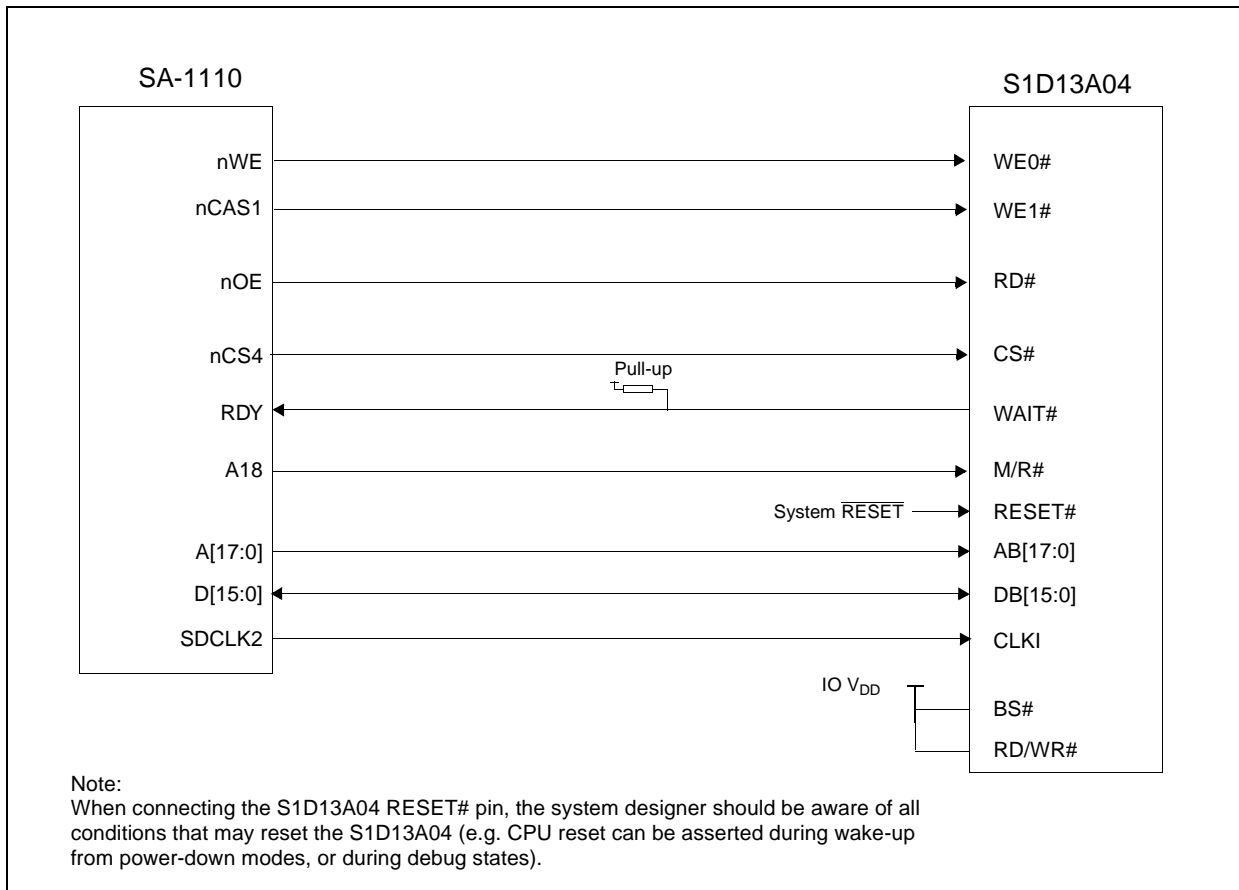 SA-1110
S1D13A04
nWE
WE0#
nCAS1
WE1#
nOE
RD#
nCS4
CS#
Pull-up
RDY
WAIT#
A18
M/R#
System RESET
RESET#
A[17:0]
AB[17:0]
D[15:0]
DB[15:0]
SDCLK2
CLKI
IO VDD
BS#
RD/WR#
Note:
When connecting the S1D13A04 RESET# pin, the system designer should be aware of all
conditions that may reset the S1D13A04 (e.g. CPU reset can be asserted during wake-up
from power-down modes, or during debug states).